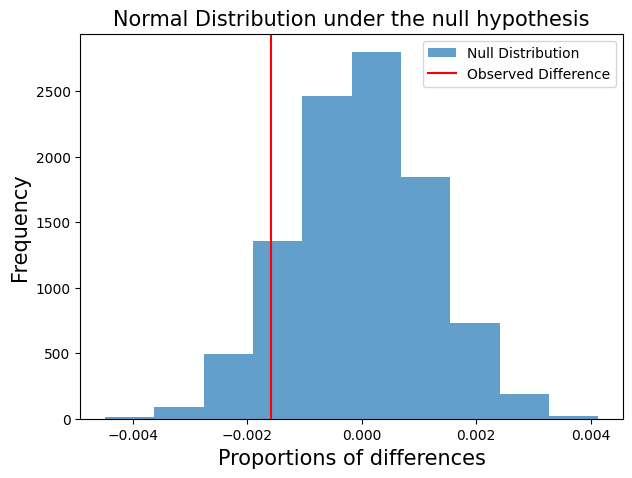 Normal Distribution under the null hypothesis
Null Distribution
Observed Difference
Frequency
2500
2000
1500
1000
500
0
−0.004
−0.002
0.000
0.002
0.004
Proportions of differences